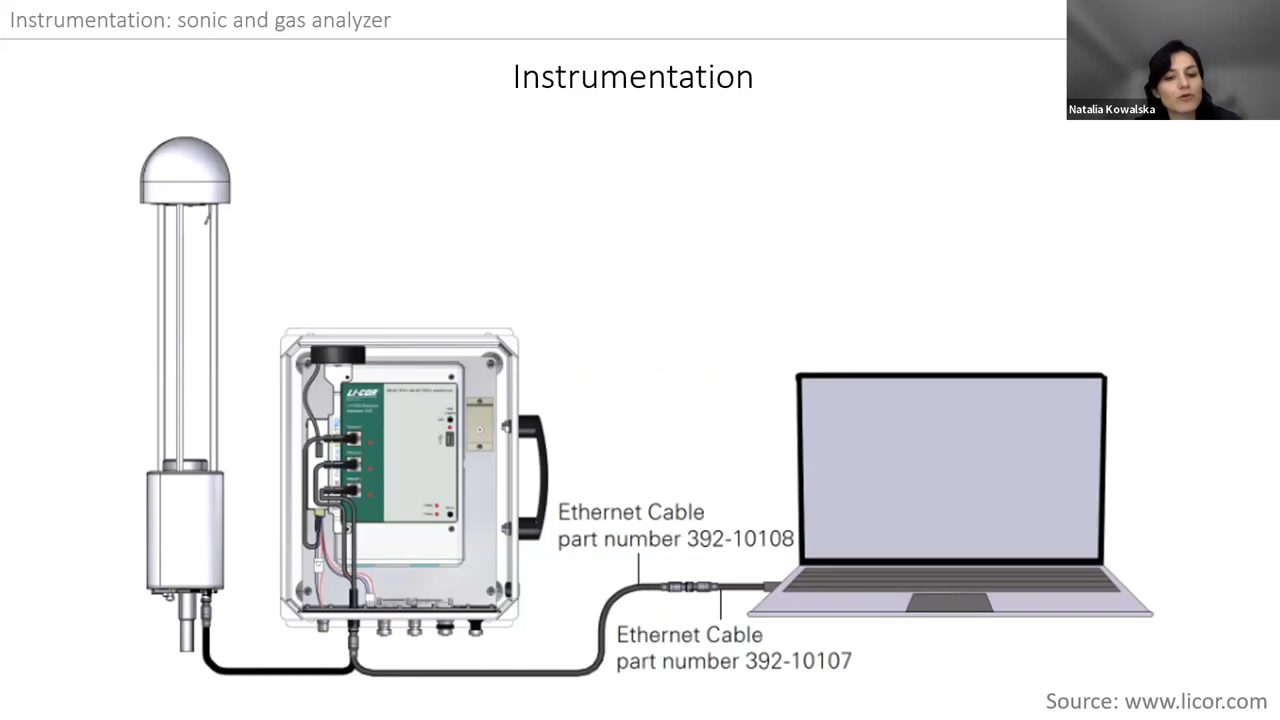 Instrumentation: sonic and gas analyzer
Instrumentation
Natalia Kowalska
LI-COR
Ethernet Cable
part number 392-10108
Ethernet Cable
part number 392-10107
Source: www.licor.com